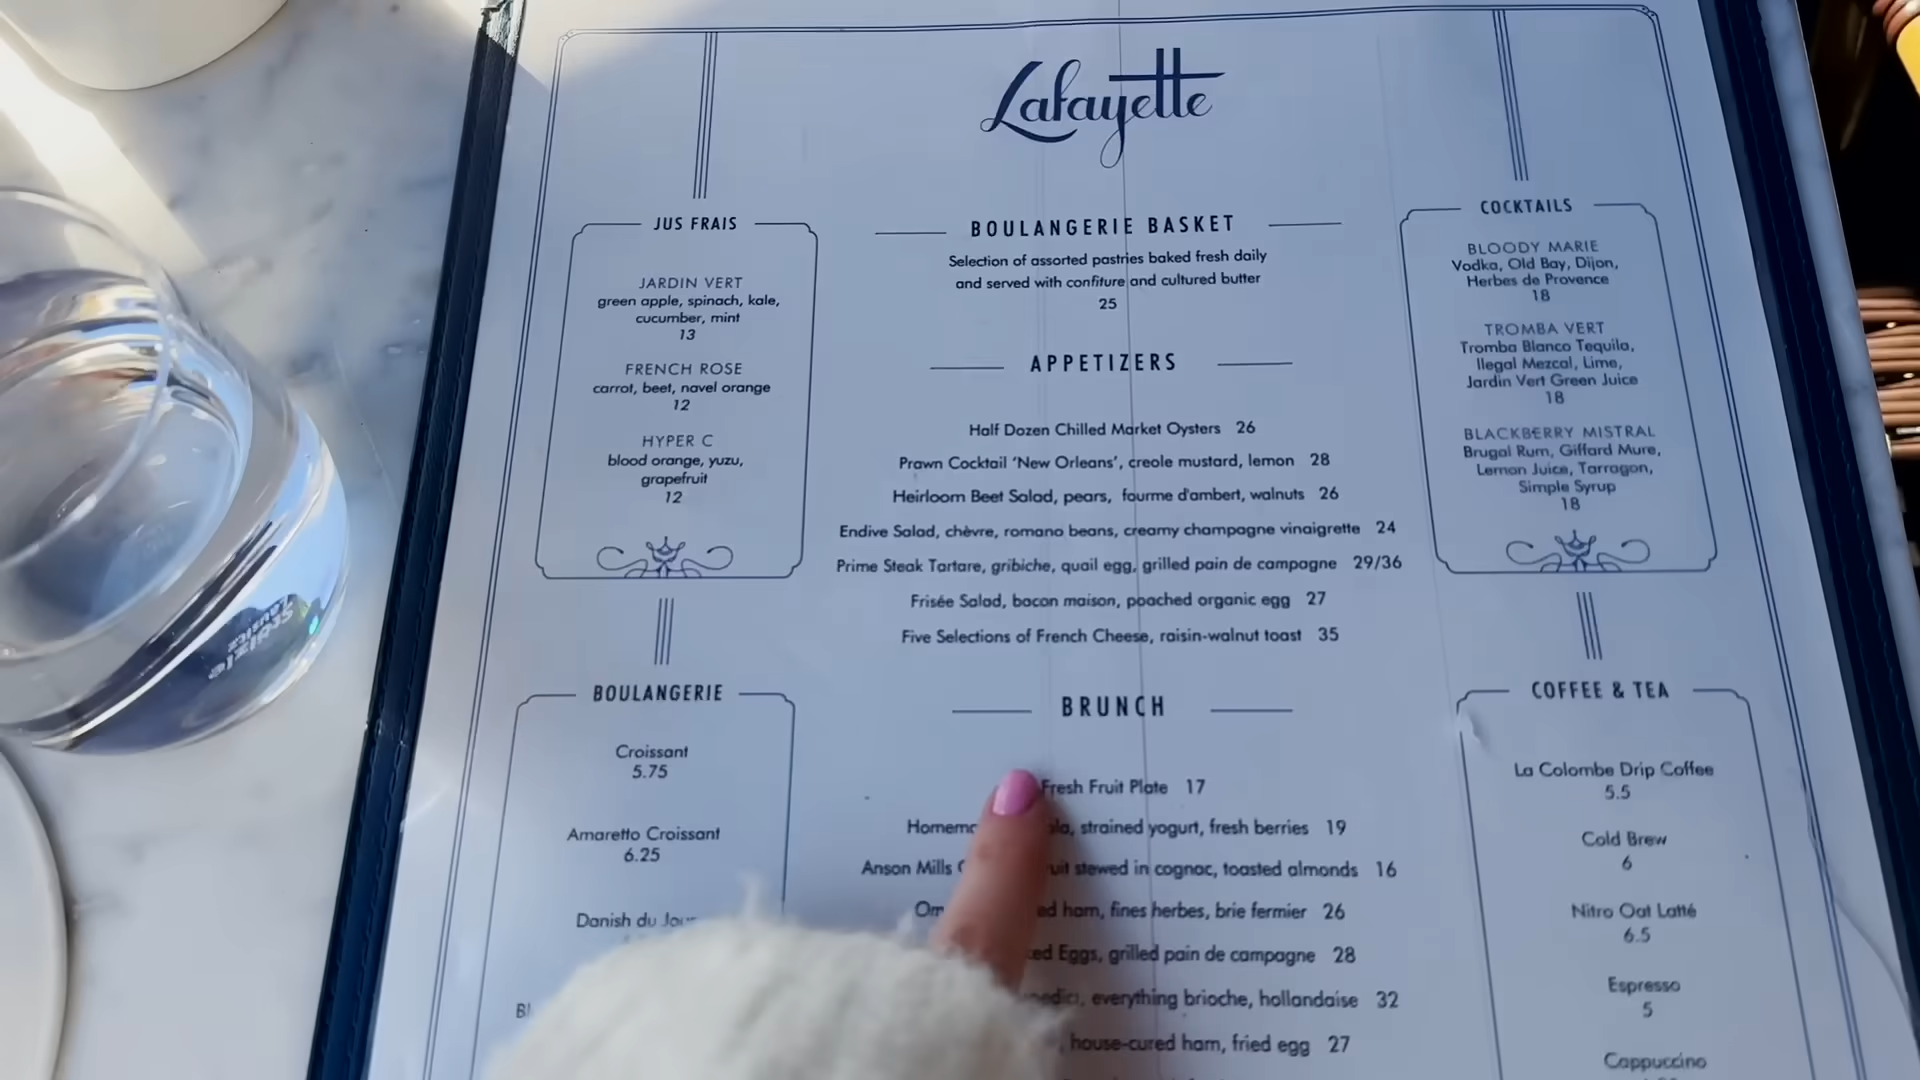 Lafayette
JUS FRAIS
JARDIN VERT
green apple, spinach, kale,
cucumber, mint
13
FRENCH ROSE
carrot, beet, navel orange
12
HYPER C
blood orange, yuzu,
grapefruit
12
BOULANGERIE
Croissant
5.75
Amaretto Croissant
6.25
Danish du Jour
BOULANGERIE BASKET
Selection of assorted pastries baked fresh daily
and served with confiture and cultured butter
25
APPETIZERS
Half Dozen Chilled Market Oysters 26
Prawn Cocktail 'New Orleans', creole mustard, lemon 28
Heirloom Beet Salad, pears, fourme d'ambert, walnuts 26
Endive Salad, chèvre, romano beans, creamy champagne vinaigrette 24
Prime Steak Tartare, gribiche, quail egg, grilled pain de campagne 29/36
Frisée Salad, bacon maison, poached organic egg 27
Five Selections of French Cheese, raisin-walnut toast 35
BRUNCH
Fresh Fruit Plate 17
strained yogurt, fresh berries 19
Anson Mills stewed in cognac, toasted almonds 16
ham, fines herbes, brie fermier 26
Eggs, grilled pain de campagne 28
everything brioche, hollandaise 32
, house-cured ham, fried egg 27
COCKTAILS
BLOODY MARIE
Vodka, Old Bay, Dijon,
Herbes de Provence
18
TROMBA VERT
Tromba Blanco Tequila,
Ilegal Mezcal, Lime,
Jardin Vert Green Juice
18
BLACKBERRY MISTRAL
Brugal Rum, Giffard Mure,
Lemon Juice, Tarragon,
Simple Syrup
18
COFFEE & TEA
La Colombe Drip Coffee
5.5
Cold Brew
6
Nitro Oat Latté
6.5
Espresso
5
Cappuccino